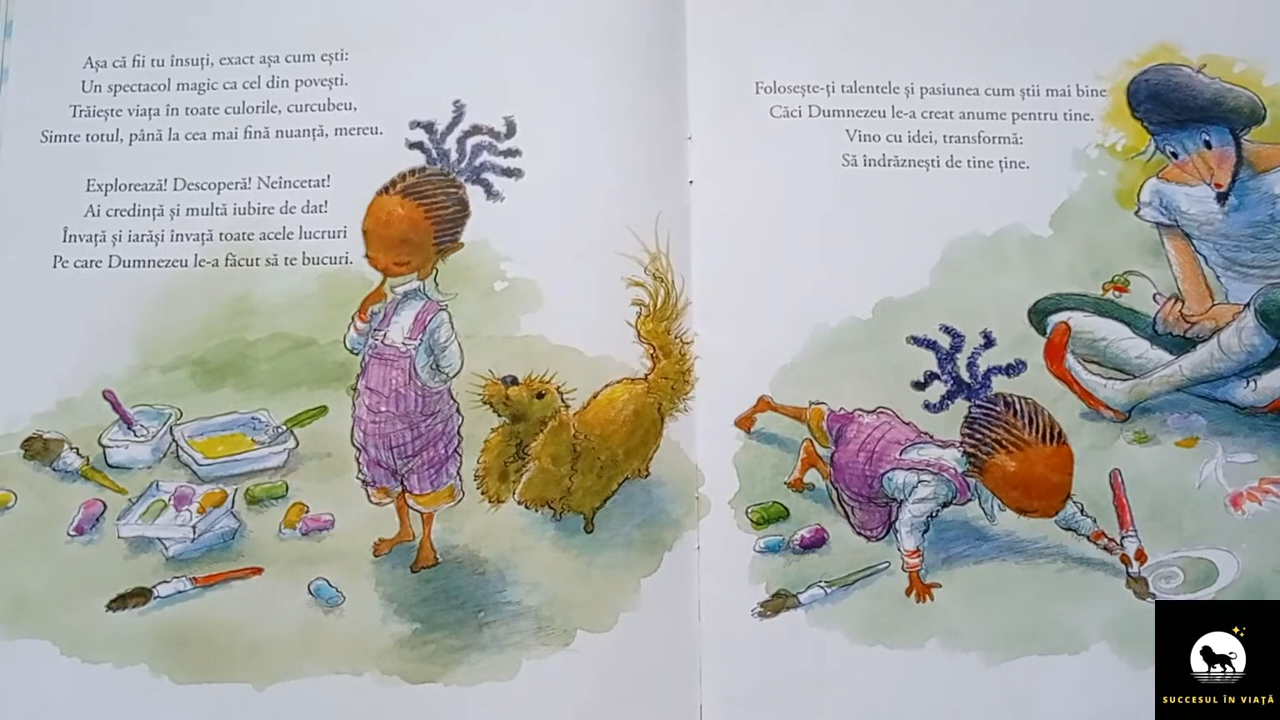 Așa că fii tu însuți, exact așa cum ești:
Un spectacol magic ca cel din povești.
Trăiește viața în toate culorile, curcubeu,
Simte totul, până la cea mai fină nuanță, mereu.
Explorează! Descoperă! Neîncetat!
Ai credință și multă iubire de dat!
Învață și iarăși învață toate acele lucruri
Pe care Dumnezeu le-a făcut să te bucuri.
Folosește-ți talentele și pasiunea cum știi mai bine
Căci Dumnezeu le-a creat anume pentru tine.
Vino cu idei, transformă:
Să îndrăznești de tine ține.
SUCCESUL ÎN VIAȚĂ